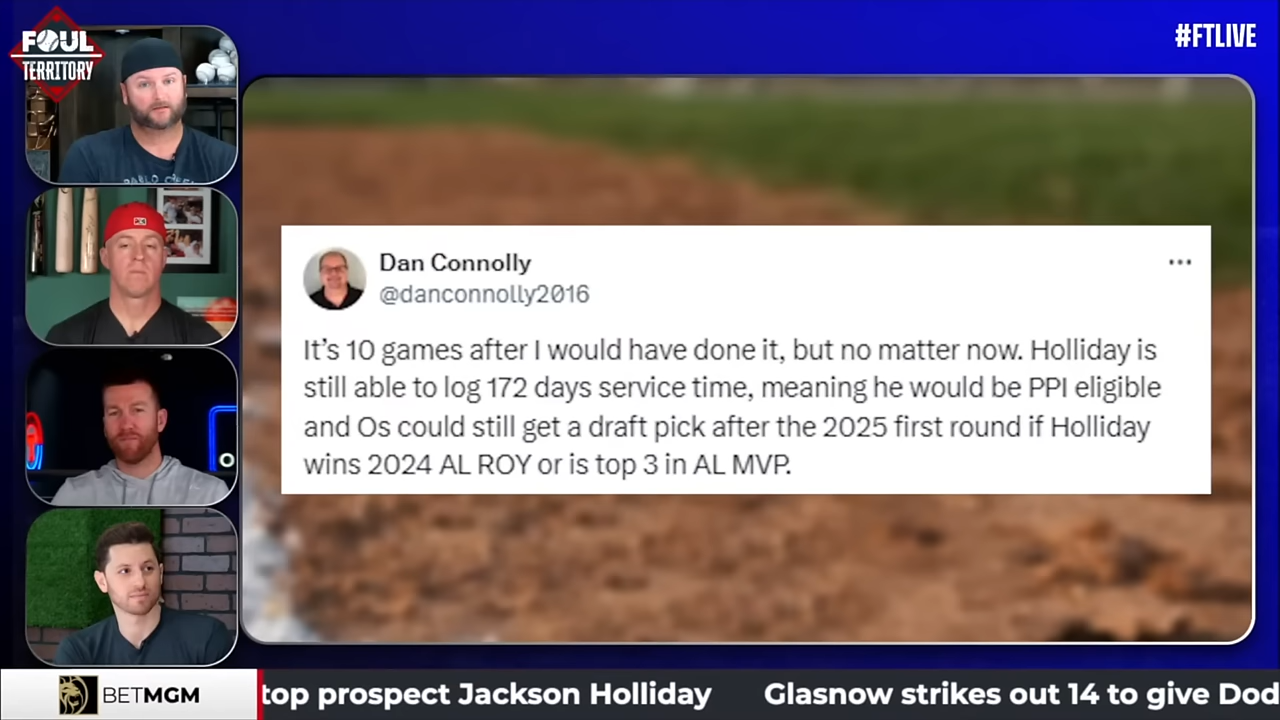 FOUL
TERRITORY
#FTLIVE
Dan Connolly
@danconnolly2016
It’s 10 games after I would have done it, but no matter now. Holliday is
still able to log 172 days service time, meaning he would be PPI eligible
and Os could still get a draft pick after the 2025 first round if Holliday
wins 2024 AL ROY or is top 3 in AL MVP.
BETMGM
top prospect Jackson Holliday
Glasnow strikes out 14 to give Dod